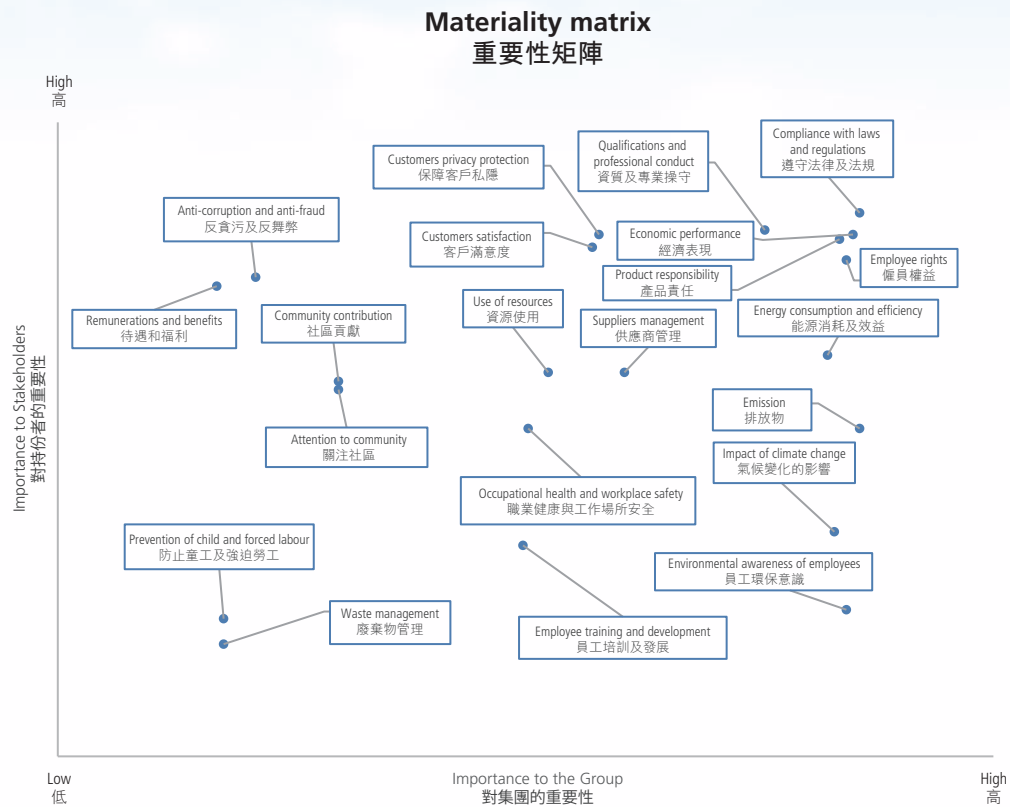 Materiality matrix
重要性矩陣
High
高
Compliance with laws
and regulations
遵守法律及法規
Qualifications and
professional conduct
資質及專業操守
Customers privacy protection
保障客戶私隱
Anti-corruption and anti-fraud
反貪污及反舞弊
Customers satisfaction
客戶滿意度
Economic performance
經濟表現
Employee rights
僱員權益
Product responsibility
產品責任
Use of resources
資源使用
Energy consumption and efficiency
能源消耗及效益
Remunerations and benefits
待遇和福利
Community contribution
社區貢獻
Suppliers management
供應商管理
Emission
排放物
Attention to community
關注社區
Impact of climate change
氣候變化的影響
Occupational health and workplace safety
職業健康與工作場所安全
Prevention of child and forced labour
防止童工及強迫勞工
Environmental awareness of employees
員工環保意識
Waste management
廢棄物管理
Employee training and development
員工培訓及發展
Importance to Stakeholders
對持份者的重要性
Low
低
Importance to the Group
對集團的重要性
High
高